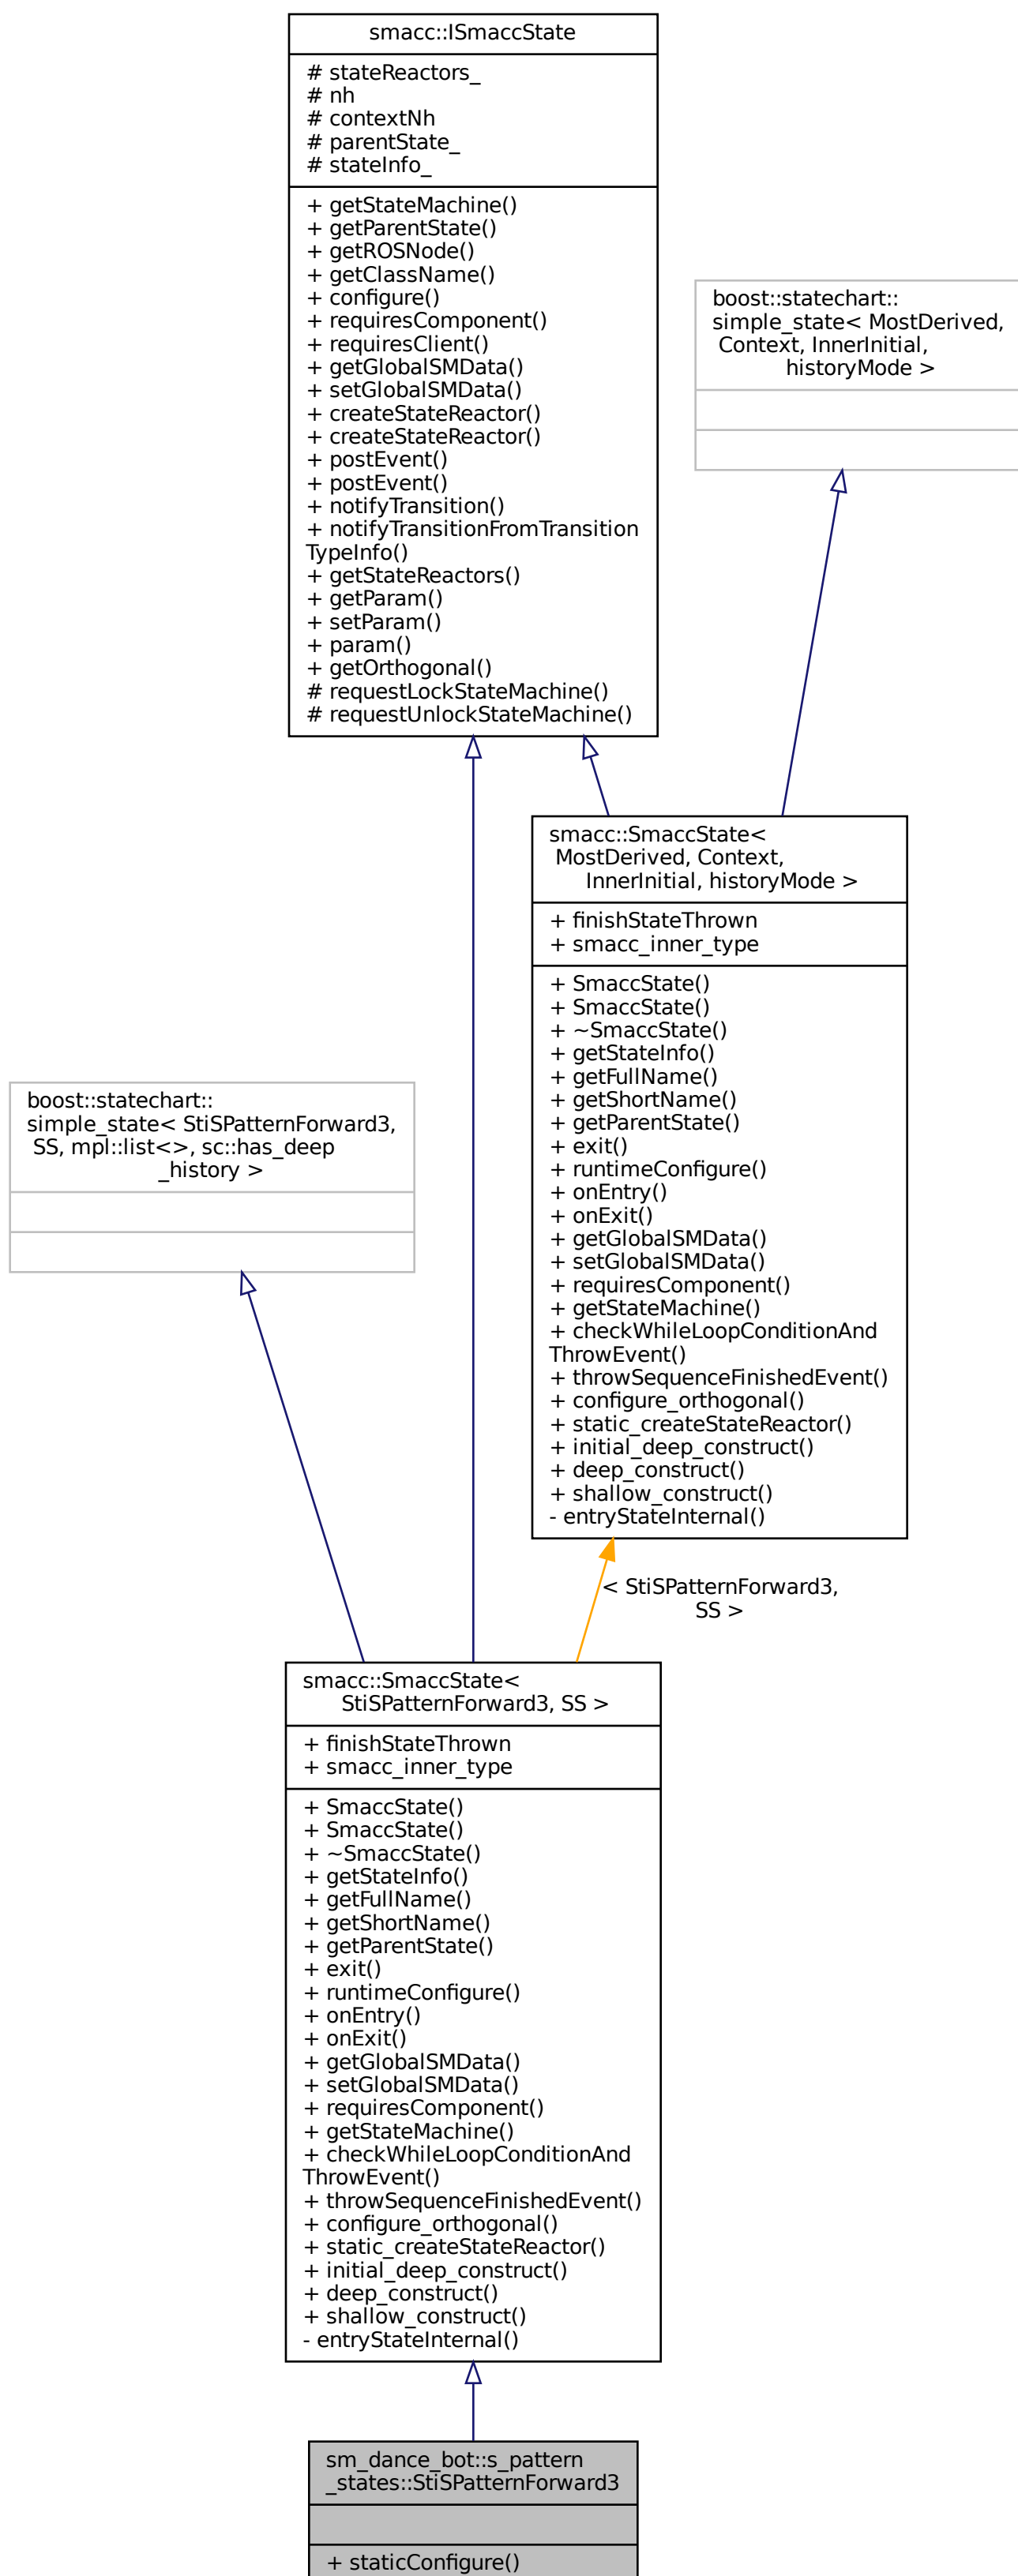 smacc::ISmaccState
# stateReactors_
# nh
# contextNh
# parentState_
# stateInfo_
+ getStateMachine()
+ getParentState()
+ getROSNode()
+ getClassName()
+ configure()
+ requiresComponent()
+ requiresClient()
+ getGlobalSMData()
+ setGlobalSMData()
+ createStateReactor()
+ createStateReactor()
+ postEvent()
+ postEvent()
+ notifyTransition()
+ notifyTransitionFromTransition
TypeInfo()
+ getStateReactors()
+ getParam()
+ setParam()
+ param()
+ getOrthogonal()
# requestLockStateMachine()
# requestUnlockStateMachine()
boost::statechart::
simple_state< MostDerived,
Context, InnerInitial,
historyMode >
smacc::SmaccState<
MostDerived, Context,
InnerInitial, historyMode >
+ finishStateThrown
+ smacc_inner_type
+ SmaccState()
+ SmaccState()
+ ~SmaccState()
+ getStateInfo()
+ getFullName()
+ getShortName()
+ getParentState()
+ exit()
+ runtimeConfigure()
+ onEntry()
+ onExit()
+ getGlobalSMData()
+ setGlobalSMData()
+ requiresComponent()
+ getStateMachine()
+ checkWhileLoopConditionAnd
ThrowEvent()
+ throwSequenceFinishedEvent()
+ configure_orthogonal()
+ static_createStateReactor()
+ initial_deep_construct()
+ deep_construct()
+ shallow_construct()
- entryStateInternal()
boost::statechart::
simple_state< StiSPatternForward3,
SS, mpl::list<>, sc::has_deep
_history >
< StiSPatternForward3,
SS >
smacc::SmaccState<
StiSPatternForward3, SS >
+ finishStateThrown
+ smacc_inner_type
+ SmaccState()
+ SmaccState()
+ ~SmaccState()
+ getStateInfo()
+ getFullName()
+ getShortName()
+ getParentState()
+ exit()
+ runtimeConfigure()
+ onEntry()
+ onExit()
+ getGlobalSMData()
+ setGlobalSMData()
+ requiresComponent()
+ getStateMachine()
+ checkWhileLoopConditionAnd
ThrowEvent()
+ throwSequenceFinishedEvent()
+ configure_orthogonal()
+ static_createStateReactor()
+ initial_deep_construct()
+ deep_construct()
+ shallow_construct()
- entryStateInternal()
sm_dance_bot::s_pattern
_states::StiSPatternForward3
+ staticConfigure()